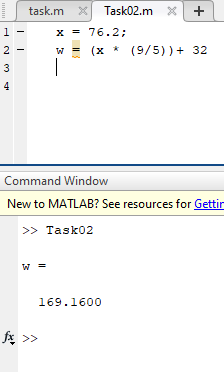 task.m × Task02.m × +
1 - x = 76.2;
2 - w = (x * (9/5))+ 32
3
4
Command Window
New to MATLAB? See resources for Gettin
>> Task02
w =
169.1600
fx >>